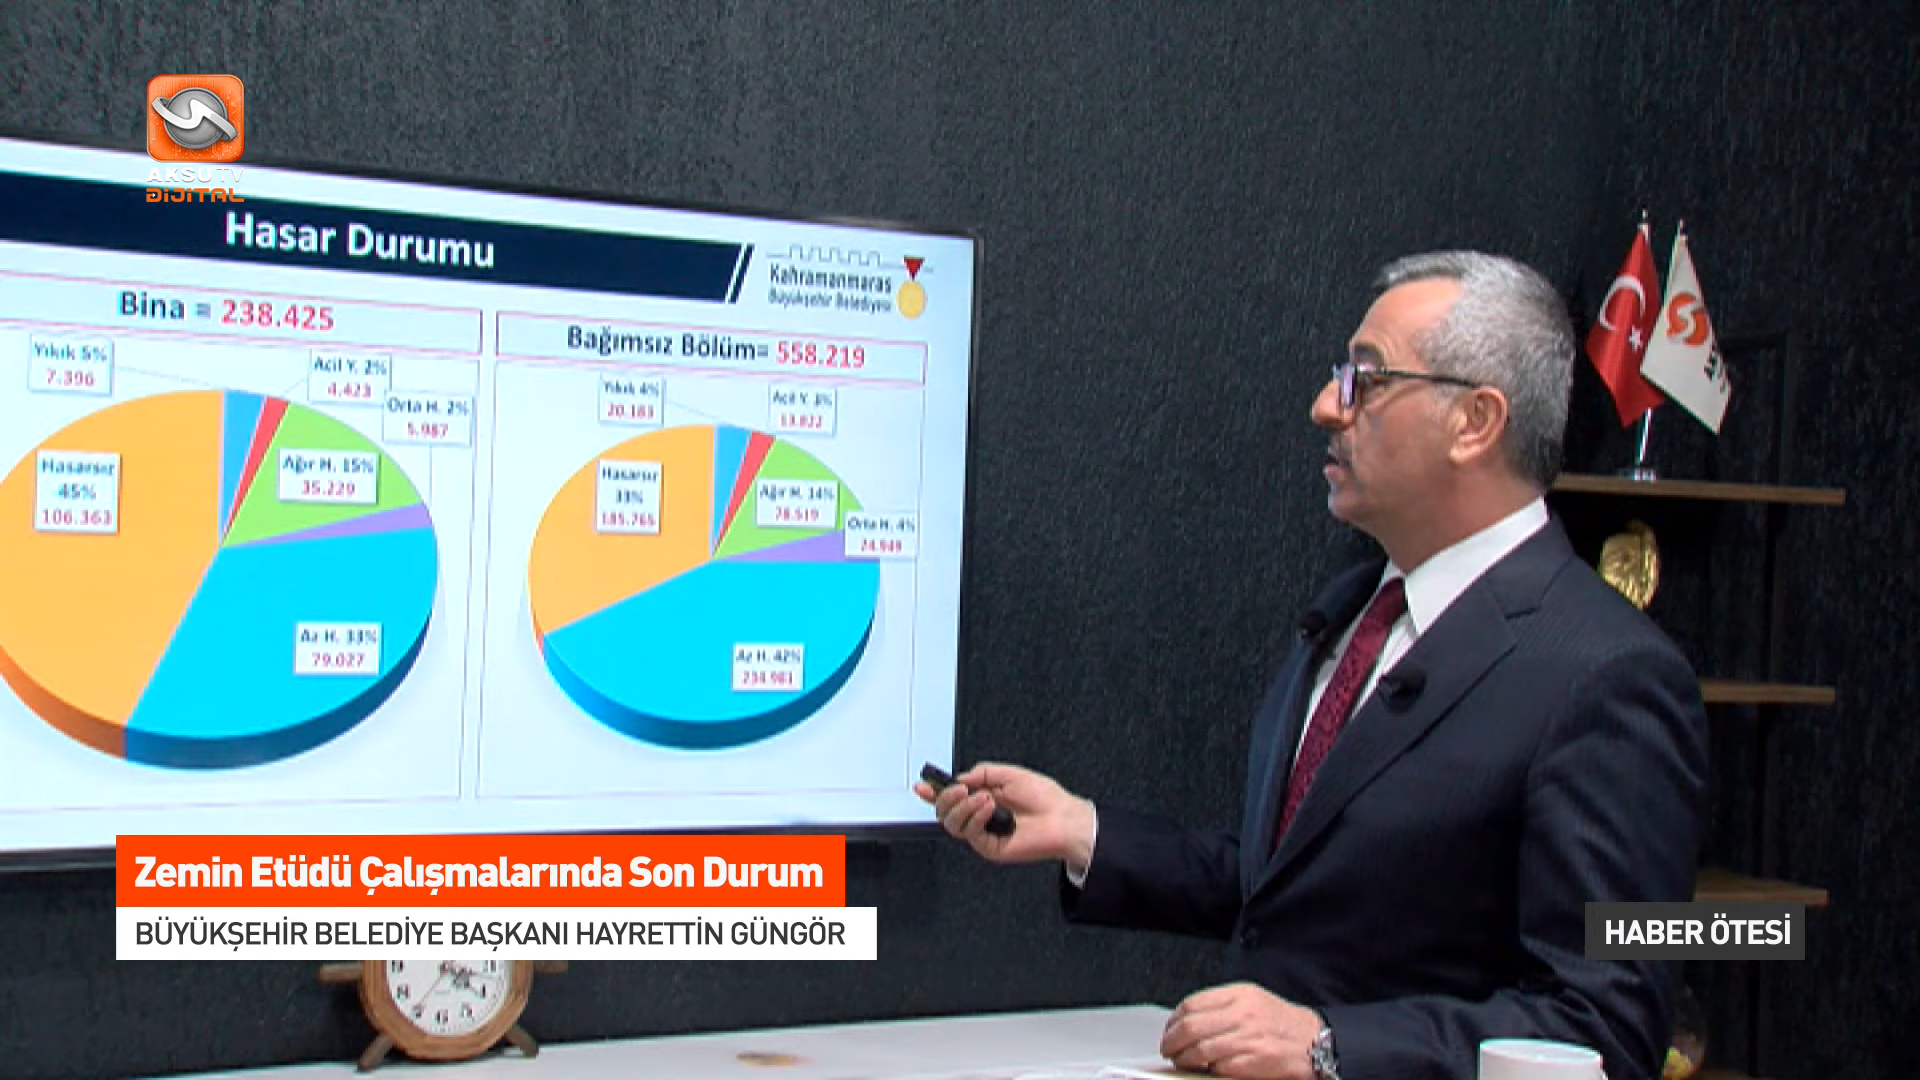 AKSU TV
DİJİTAL
Hasar Durumu
Kahramanmaraş
Büyükşehir Belediyesi
Bina = 238.425
Yıkık 5%
7.396
Acil Y. 2%
4.423
Orta H. 2%
5.987
Ağır H. 15%
35.229
Hasarsız
45%
106.363
Az H. 33%
79.027
Bağımsız Bölüm= 558.219
Yıkık 4%
20.183
Acil Y. 3%
13.822
Ağır H. 14%
78.519
Orta H. 4%
24.949
Hasarsız
33%
185.765
Az H. 42%
234.981
Zemin Etüdü Çalışmalarında Son Durum
BÜYÜKŞEHİR BELEDİYE BAŞKANI HAYRETTİN GÜNGÖR
HABER ÖTESİ